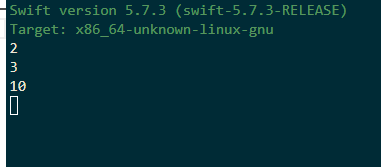 Swift version 5.7.3 (swift-5.7.3-RELEASE)
Target: x86_64-unknown-linux-gnu
2
3
10